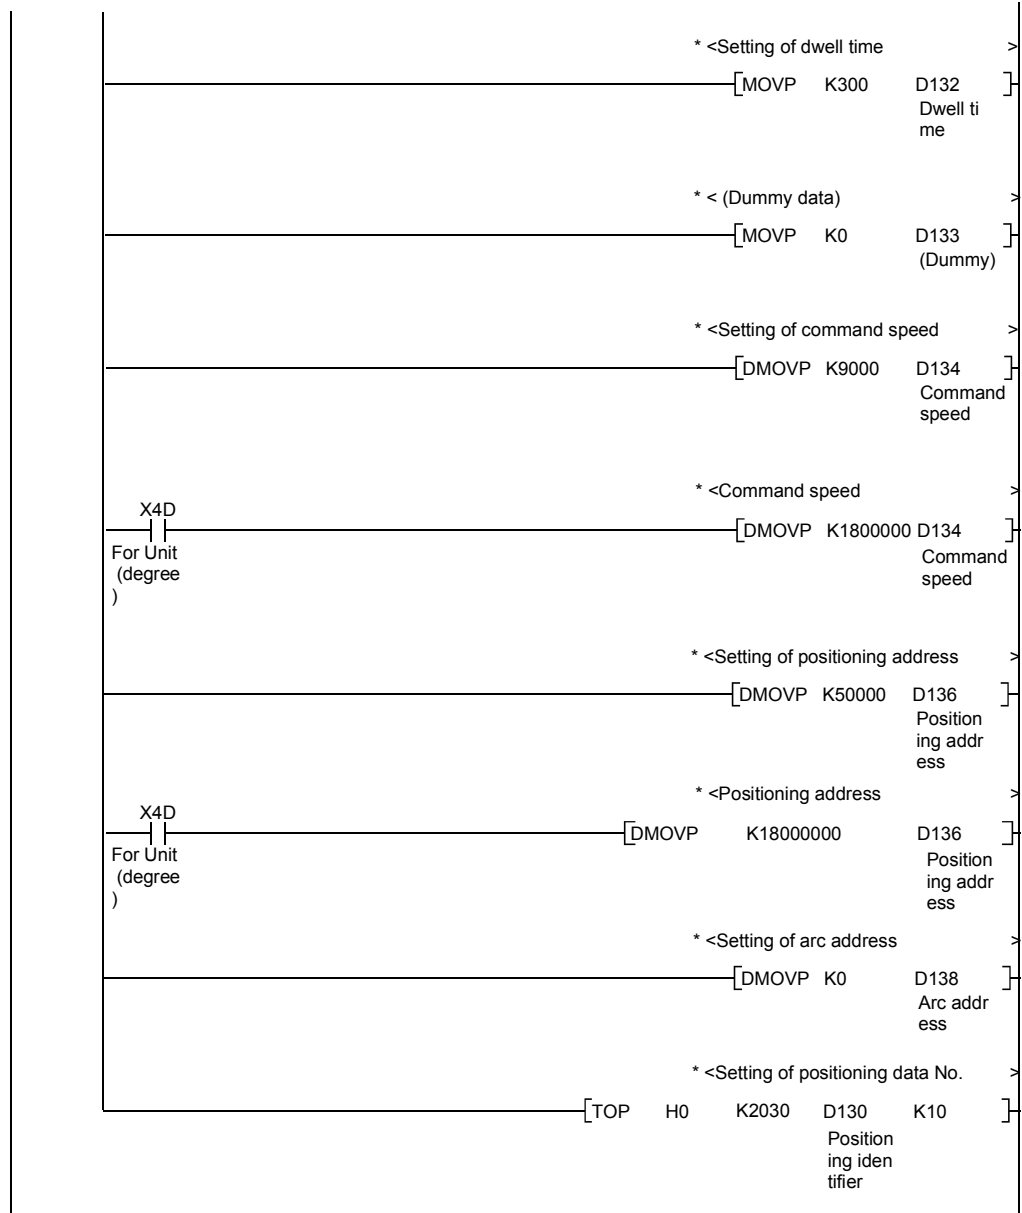 * <Setting of dwell time >
MOVP K300 D132
Dwell ti
me
* < (Dummy data) >
MOVP K0 D133
(Dummy)
* <Setting of command speed >
DMOVP K9000 D134
Command
speed
* <Command speed >
X4D
DMOVP K1800000 D134
For Unit
(degree
)
Command
speed
* <Setting of positioning address >
DMOVP K50000 D136
Position
ing addr
ess
* <Positioning address >
X4D
DMOVP K18000000 D136
For Unit
(degree
)
Position
ing addr
ess
* <Setting of arc address >
DMOVP K0 D138
Arc addr
ess
* <Setting of positioning data No. >
TOP H0 K2030 D130 K10
Position
ing iden
tifier